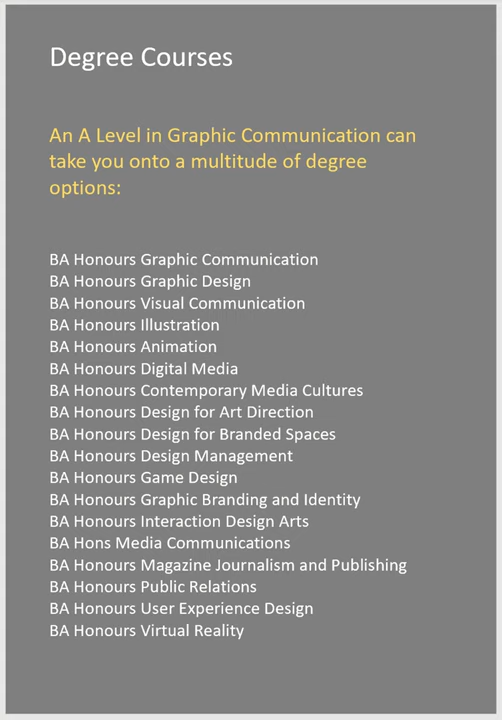 Degree Courses
An A Level in Graphic Communication can
take you onto a multitude of degree
options:
BA Honours Graphic Communication
BA Honours Graphic Design
BA Honours Visual Communication
BA Honours Illustration
BA Honours Animation
BA Honours Digital Media
BA Honours Contemporary Media Cultures
BA Honours Design for Art Direction
BA Honours Design for Branded Spaces
BA Honours Design Management
BA Honours Game Design
BA Honours Graphic Branding and Identity
BA Honours Interaction Design Arts
BA Hons Media Communications
BA Honours Magazine Journalism and Publishing
BA Honours Public Relations
BA Honours User Experience Design
BA Honours Virtual Reality